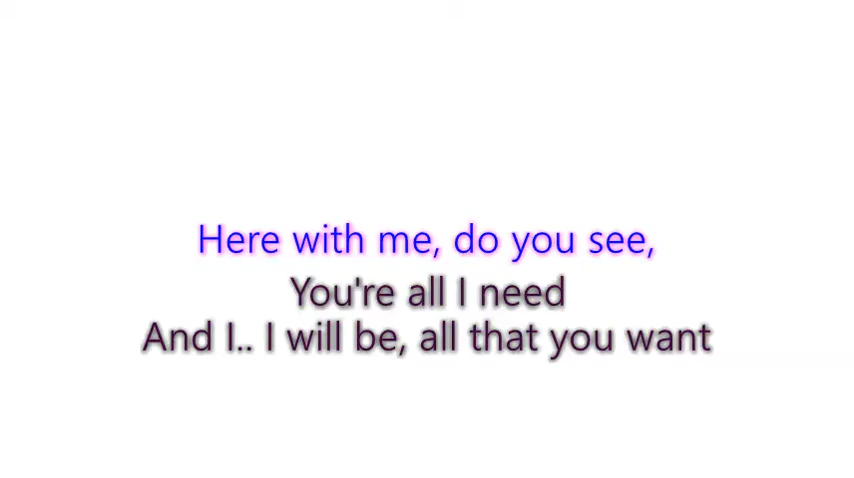 Here with me, do you see,
You're all I need
And I.. I will be, all that you want